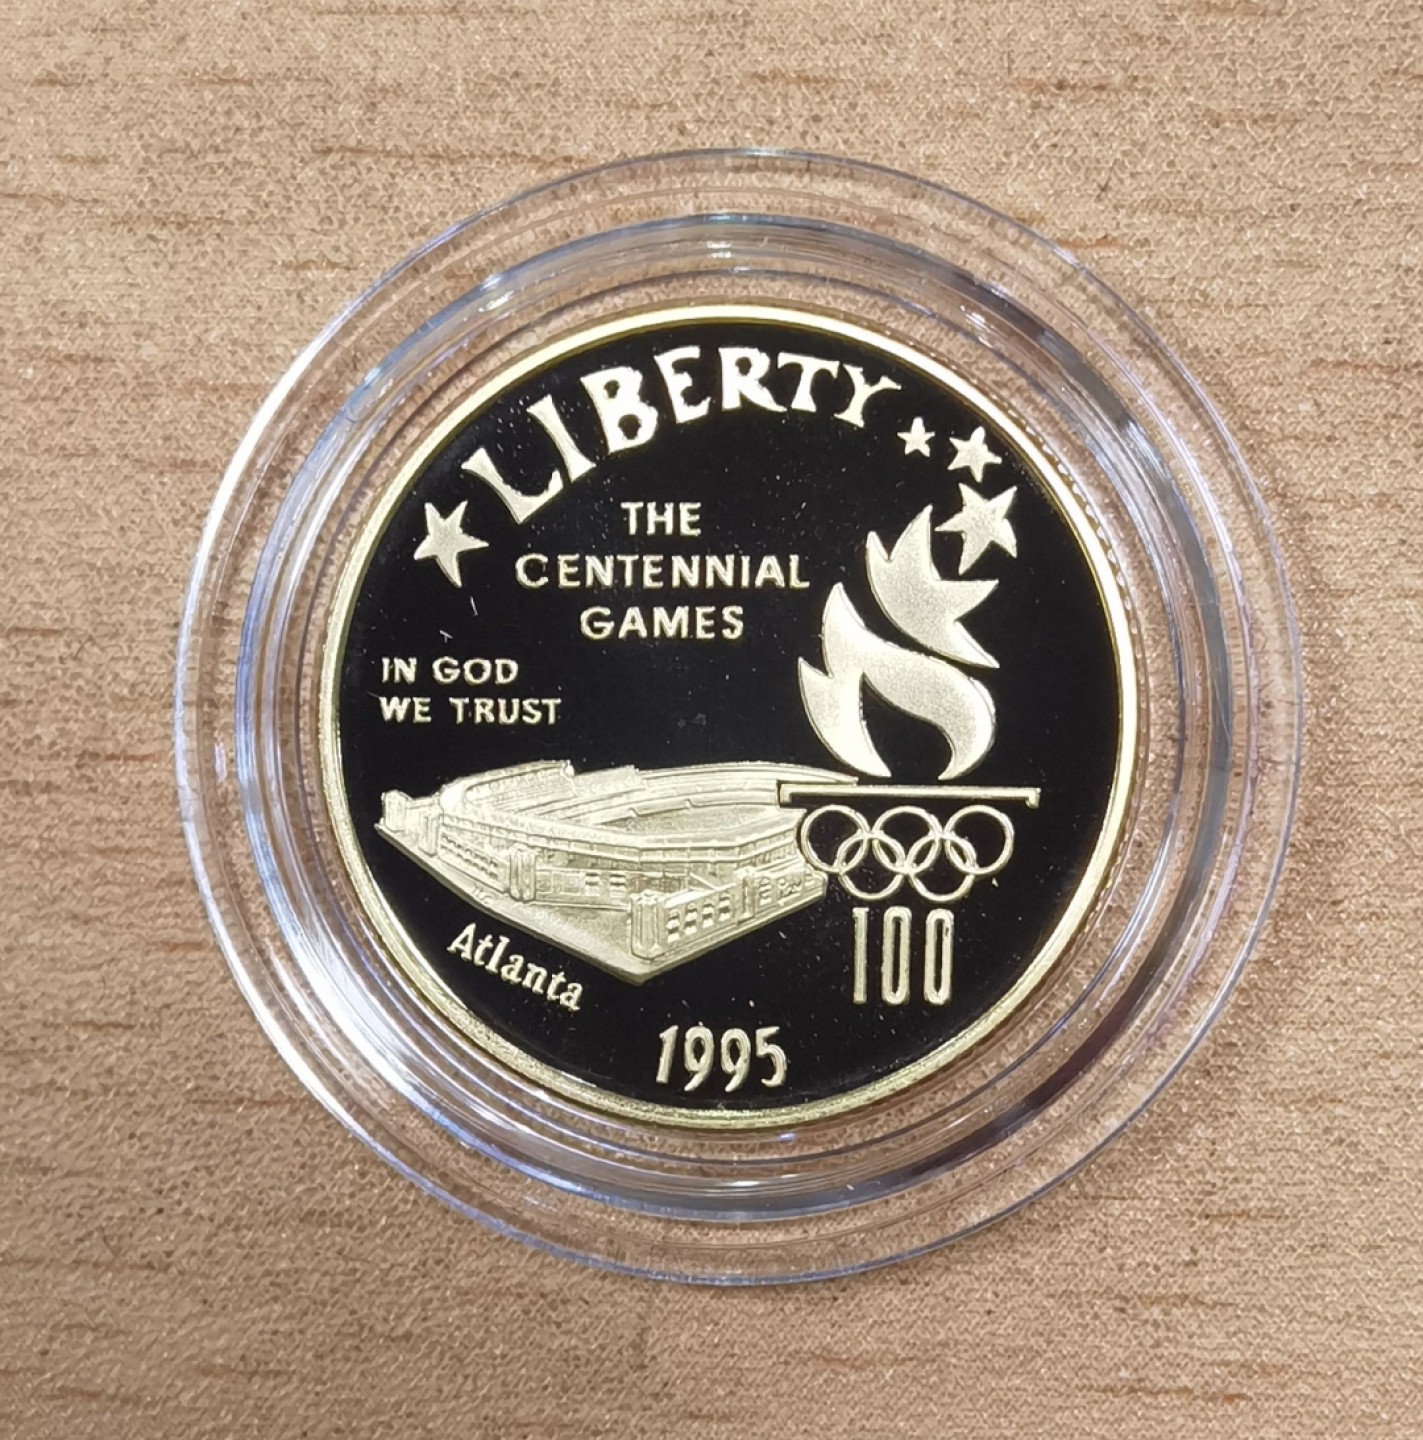 LIBERTY
THE
CENTENNIAL
GAMES
IN GOD
WE TRUST
Atlanta
100
1995